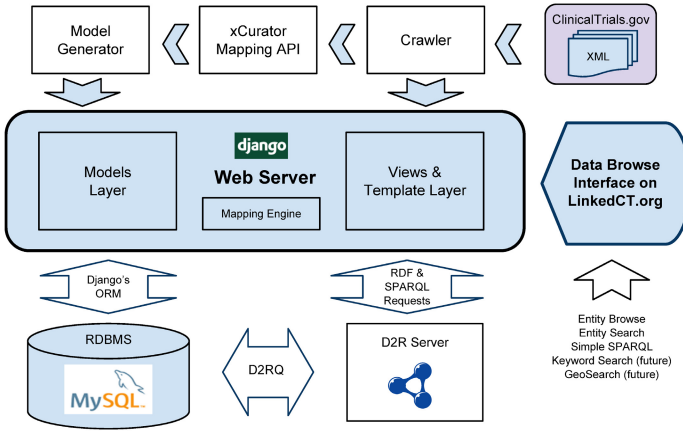 Model
Generator
xCurator
Mapping API
Crawler
ClinicalTrials.gov
XML
django
Web Server
Models
Layer
Mapping Engine
Views &
Template Layer
Data Browse
Interface on
LinkedCT.org
Django's
ORM
RDF &
SPARQL
Requests
Entity Browse
Entity Search
Simple SPARQL
Keyword Search (future)
GeoSearch (future)
RDBMS
MySQL™
D2RQ
D2R Server